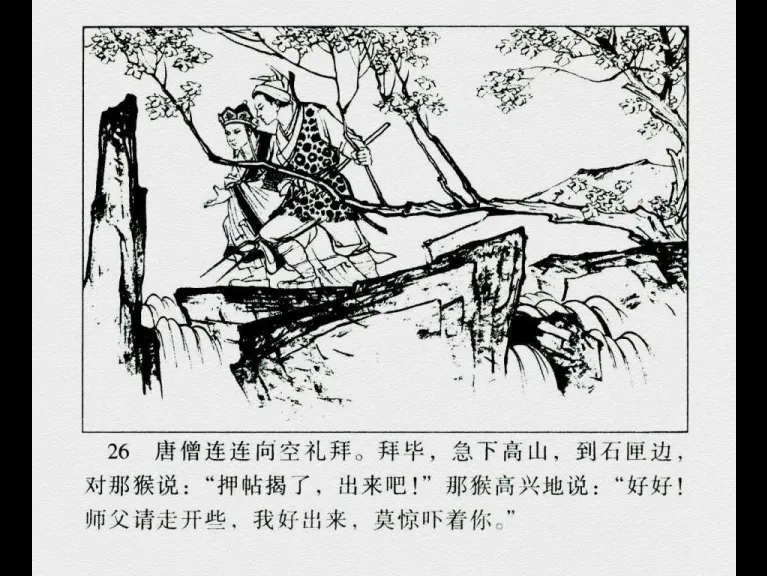 26 唐僧连连向空礼拜。拜毕，急下高山，到石匣边，
对那猴说：“押帖揭了，出来吧！”那猴高兴地说：“好好！
师父请走开些，我好出来，莫惊吓着你。”